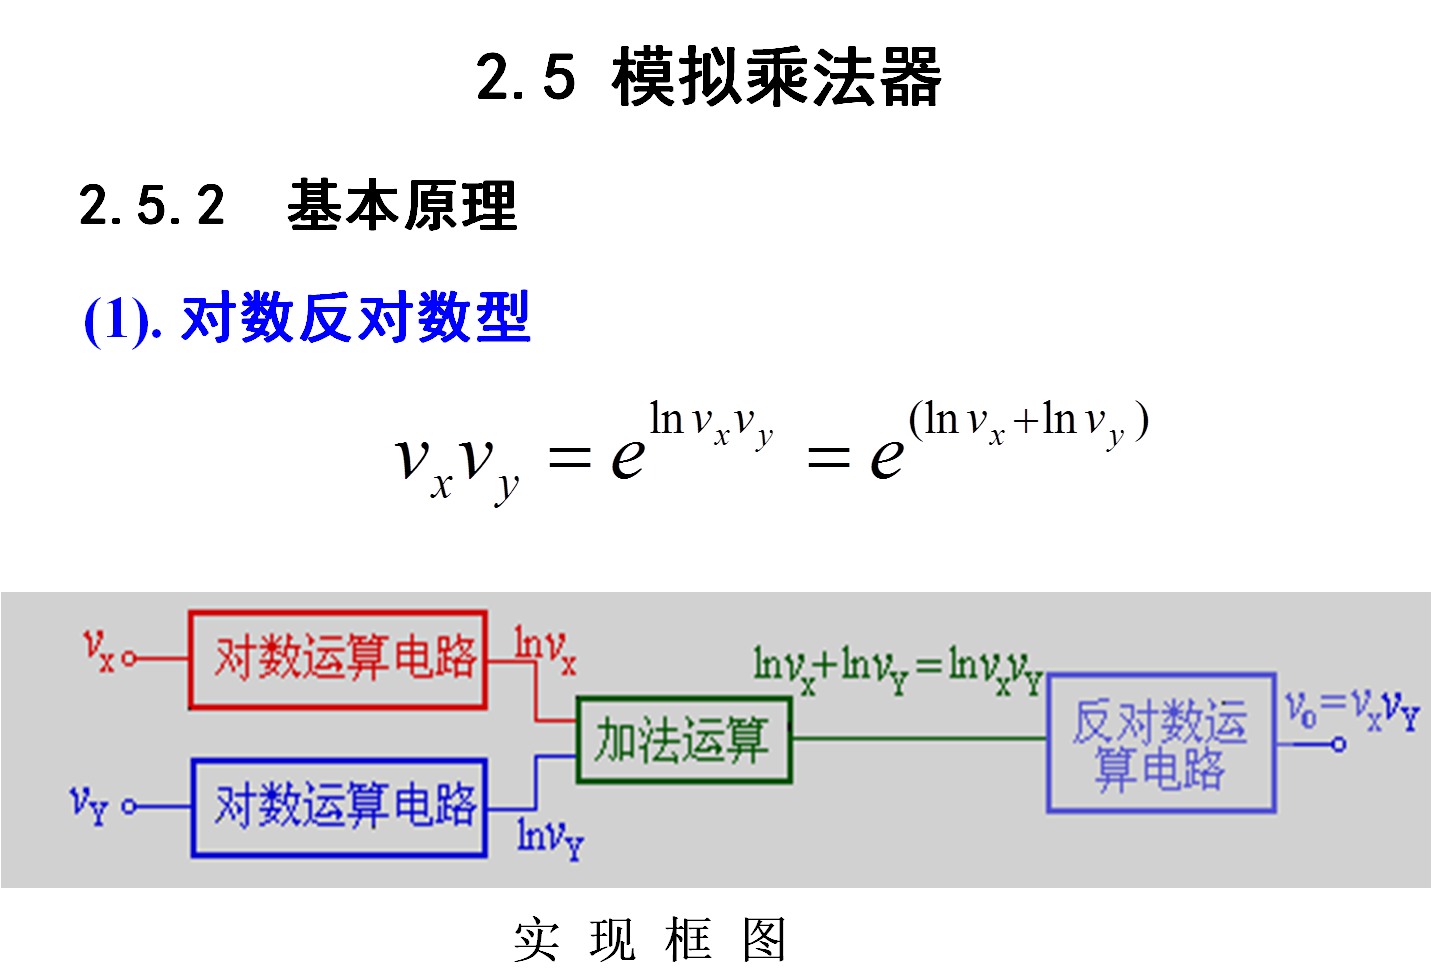 2.5 模拟乘法器
2.5.2 基本原理
(1). 对数反对数型
v_x v_y = e^{ln v_x v_y} = e^{(ln v_x + ln v_y)}
v_X
对数运算电路
lnv_X
v_Y
对数运算电路
lnv_Y
加法运算
lnv_X+lnv_Y=lnv_Xv_Y
反对数运
算电路
v_O=v_Xv_Y
实现框图